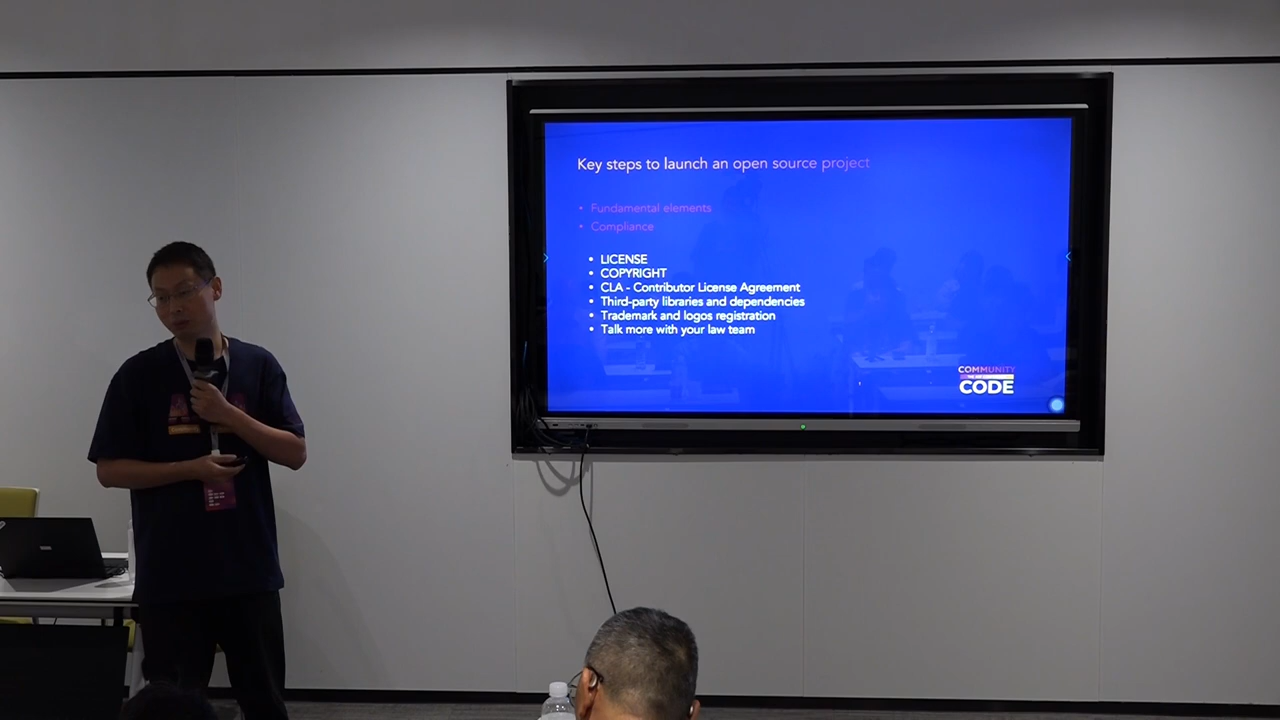 Key steps to launch an open source project
• Fundamental elements
• Compliance
• LICENSE
• COPYRIGHT
• CLA - Contributor License Agreement
• Third-party libraries and dependencies
• Trademark and logos registration
• Talk more with your law team
COMMUNITY
CODE